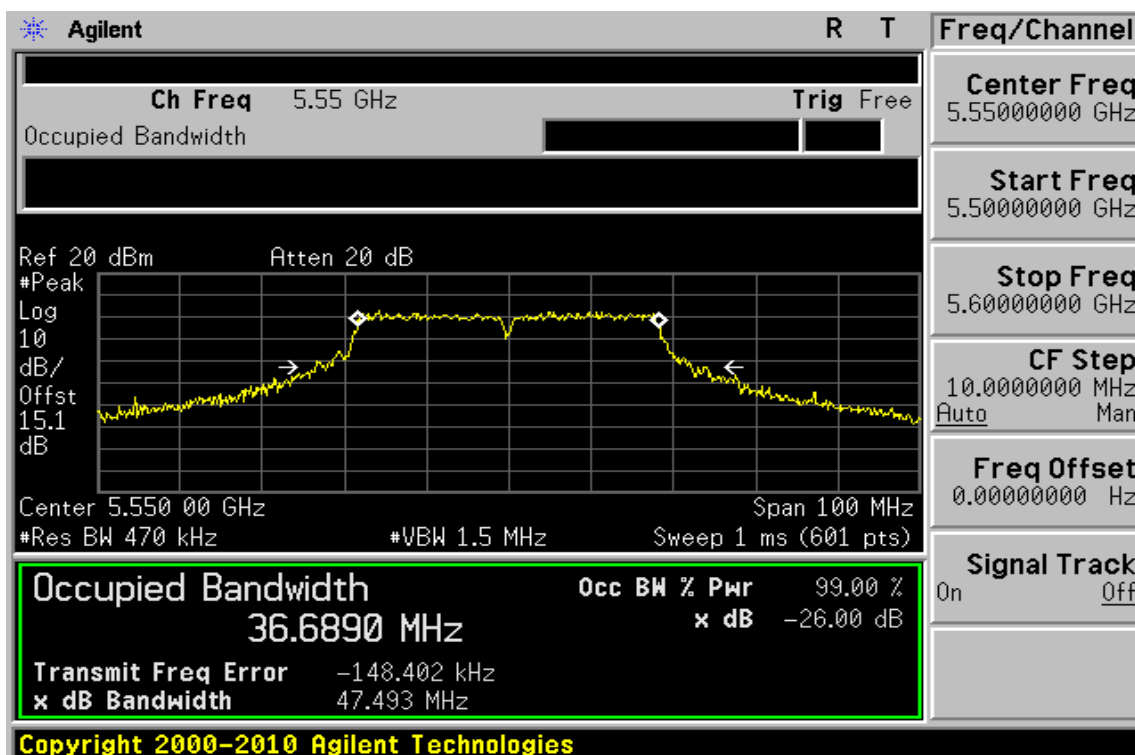 Agilent R T Freq/Channel
Ch Freq 5.55 GHz Trig Free
Occupied Bandwidth
Center Freq
5.55000000 GHz
Start Freq
5.50000000 GHz
Stop Freq
5.60000000 GHz
CF Step
10.0000000 MHz
Auto Man
Freq Offset
0.00000000 Hz
Signal Track
On Off
Ref 20 dBm Atten 20 dB
#Peak
Log
10
dB/
Offst
15.1
dB
Center 5.550 00 GHz Span 100 MHz
#Res BW 470 kHz #VBW 1.5 MHz Sweep 1 ms (601 pts)
Occupied Bandwidth Occ BW % Pwr 99.00 %
36.6890 MHz x dB -26.00 dB
Transmit Freq Error -148.402 kHz
x dB Bandwidth 47.493 MHz
Copyright 2000-2010 Agilent Technologies